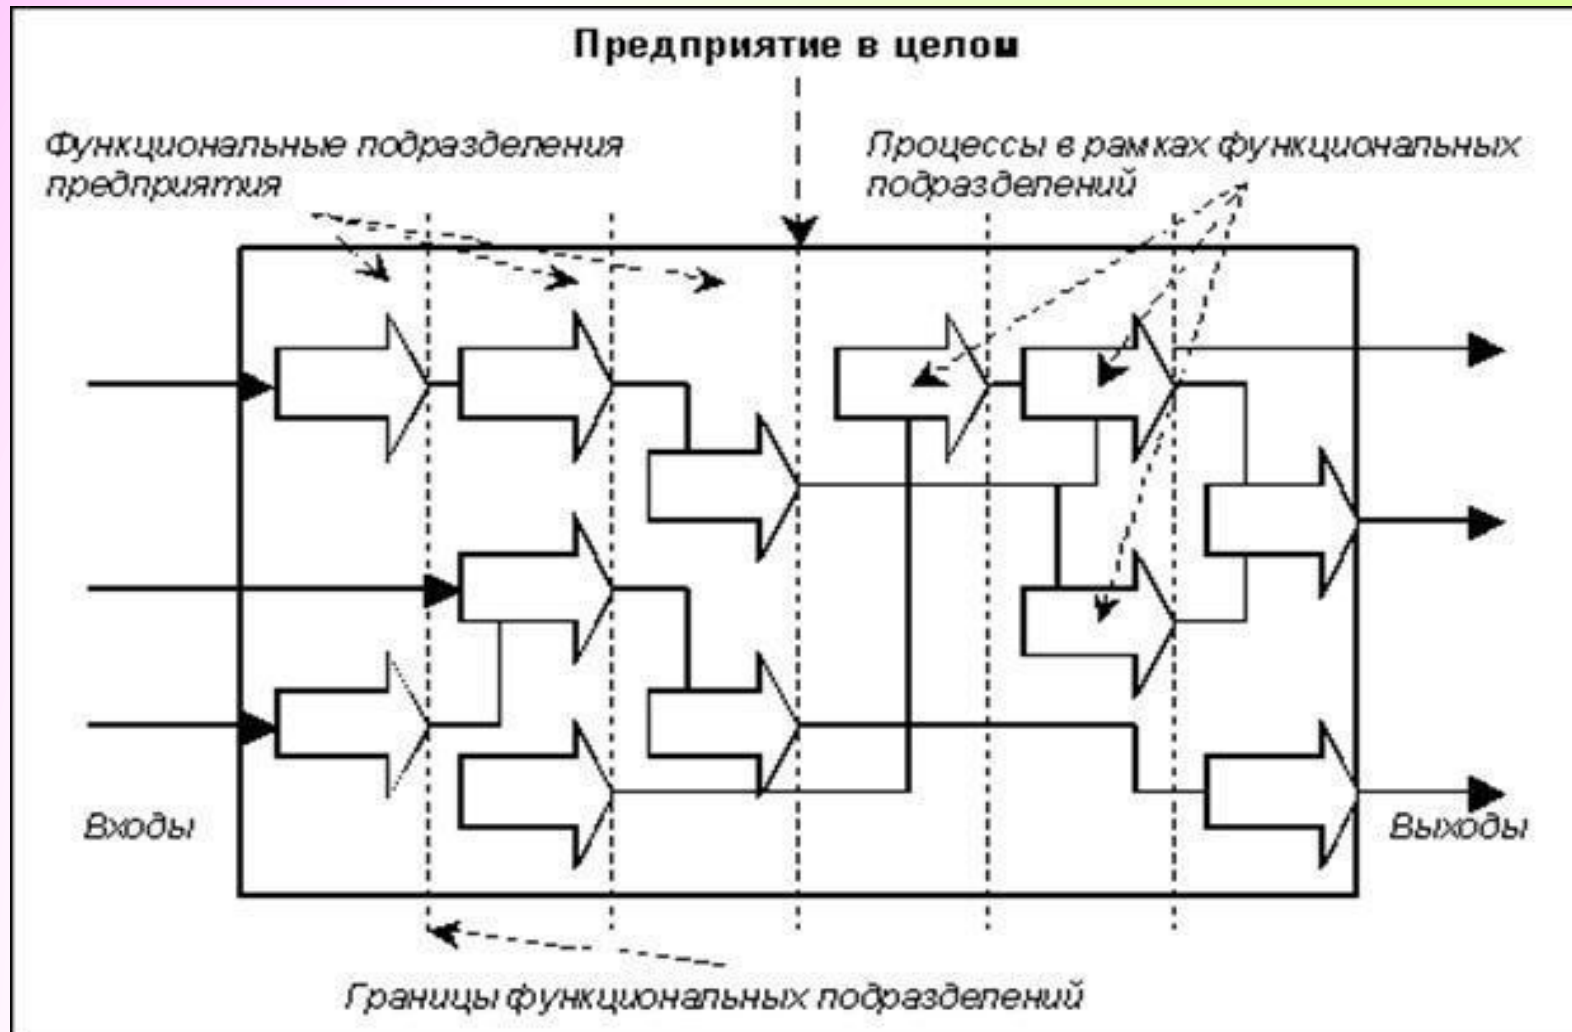 Предприятие в целом
Функциональные подразделения
предприятия
Процессы в рамках функциональных
подразделений
Входы
Выходы
Границы функциональных подразделений